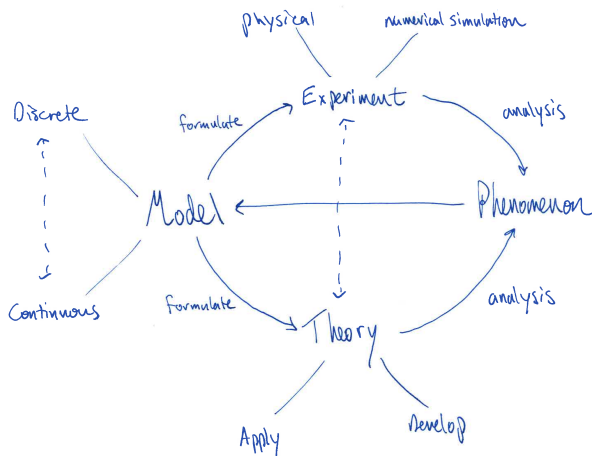 physical
numerical simulation
Experiment
Discrete
formulate
analysis
Model
Phenomenon
Continuous
formulate
analysis
Theory
Apply
Develop